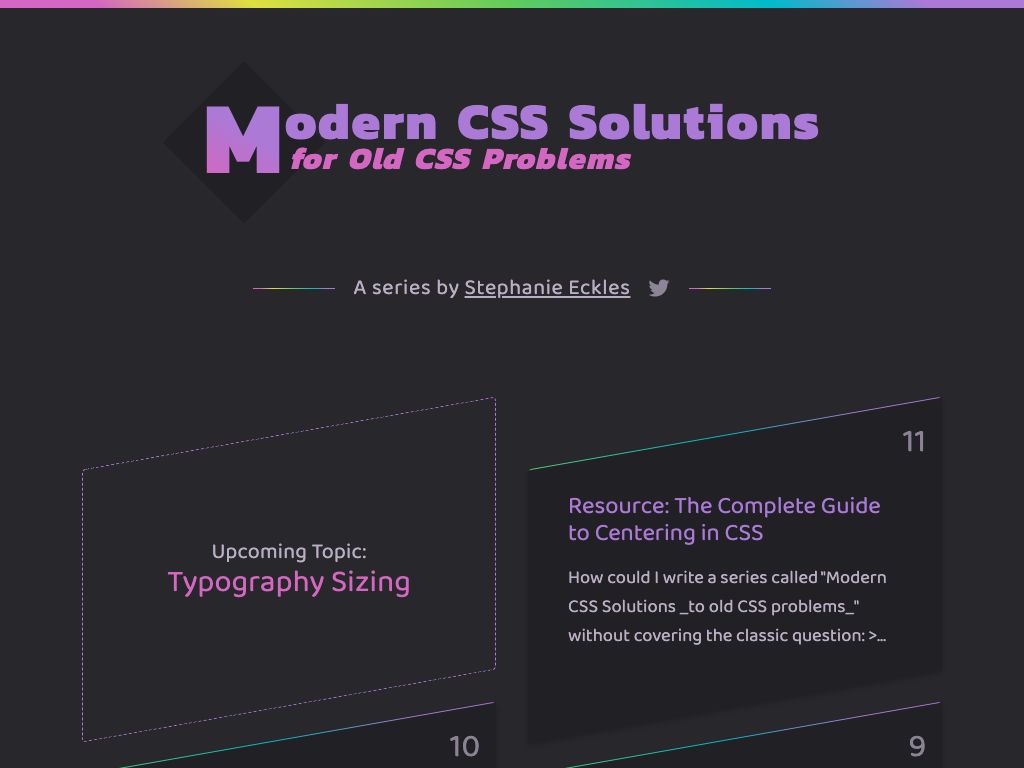 Modern CSS Solutions
for Old CSS Problems
A series by Stephanie Eckles
Upcoming Topic:
Typography Sizing
11
Resource: The Complete Guide
to Centering in CSS
How could I write a series called "Modern
CSS Solutions _to old CSS problems_"
without covering the classic question: >...
10
9